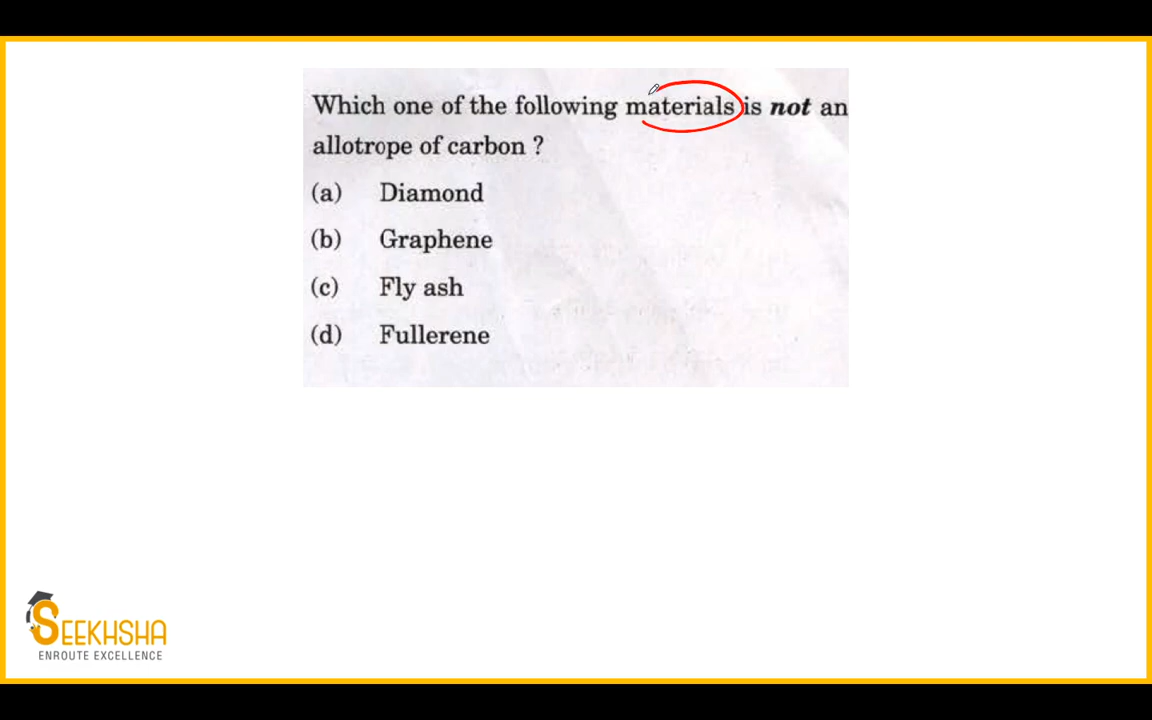 Which one of the following materials is not an
allotrope of carbon ?
(a) Diamond
(b) Graphene
(c) Fly ash
(d) Fullerene
SEEKHSHA
ENROUTE EXCELLENCE